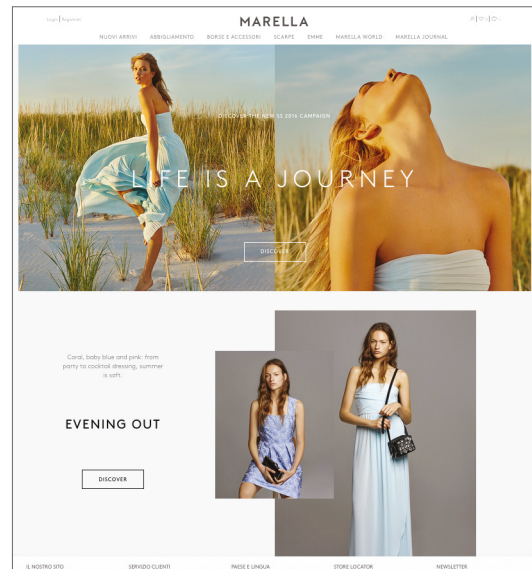 Login | Registrati
MARELLA
NUOVI ARRIVI ABBIGLIAMENTO BORSE E ACCESSORI SCARPE EMME MARELLA WORLD MARELLA JOURNAL
DISCOVER THE NEW SS 2016 CAMPAIGN
LIFE IS A JOURNEY
DISCOVER
Coral, baby blue and pink: from
party to cocktail dressing, summer
is soft.
EVENING OUT
DISCOVER
IL NOSTRO SITO SERVIZIO CLIENTI PAESE E LINGUA STORE LOCATOR NEWSLETTER